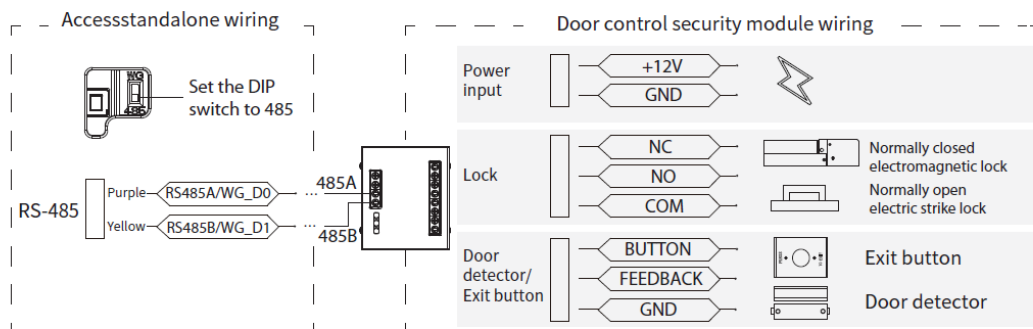 Accessstandalone wiring
Door control security module wiring
WG
485
Set the DIP
switch to 485
RS-485
Purple
RS485A/WG_D0
...
485A
Yellow
RS485B/WG_D1
...
485B
Power
input
+12V
GND
Lock
NC
NO
COM
Normally closed
electromagnetic lock
Normally open
electric strike lock
Door
detector/
Exit button
BUTTON
FEEDBACK
GND
Exit button
Door detector